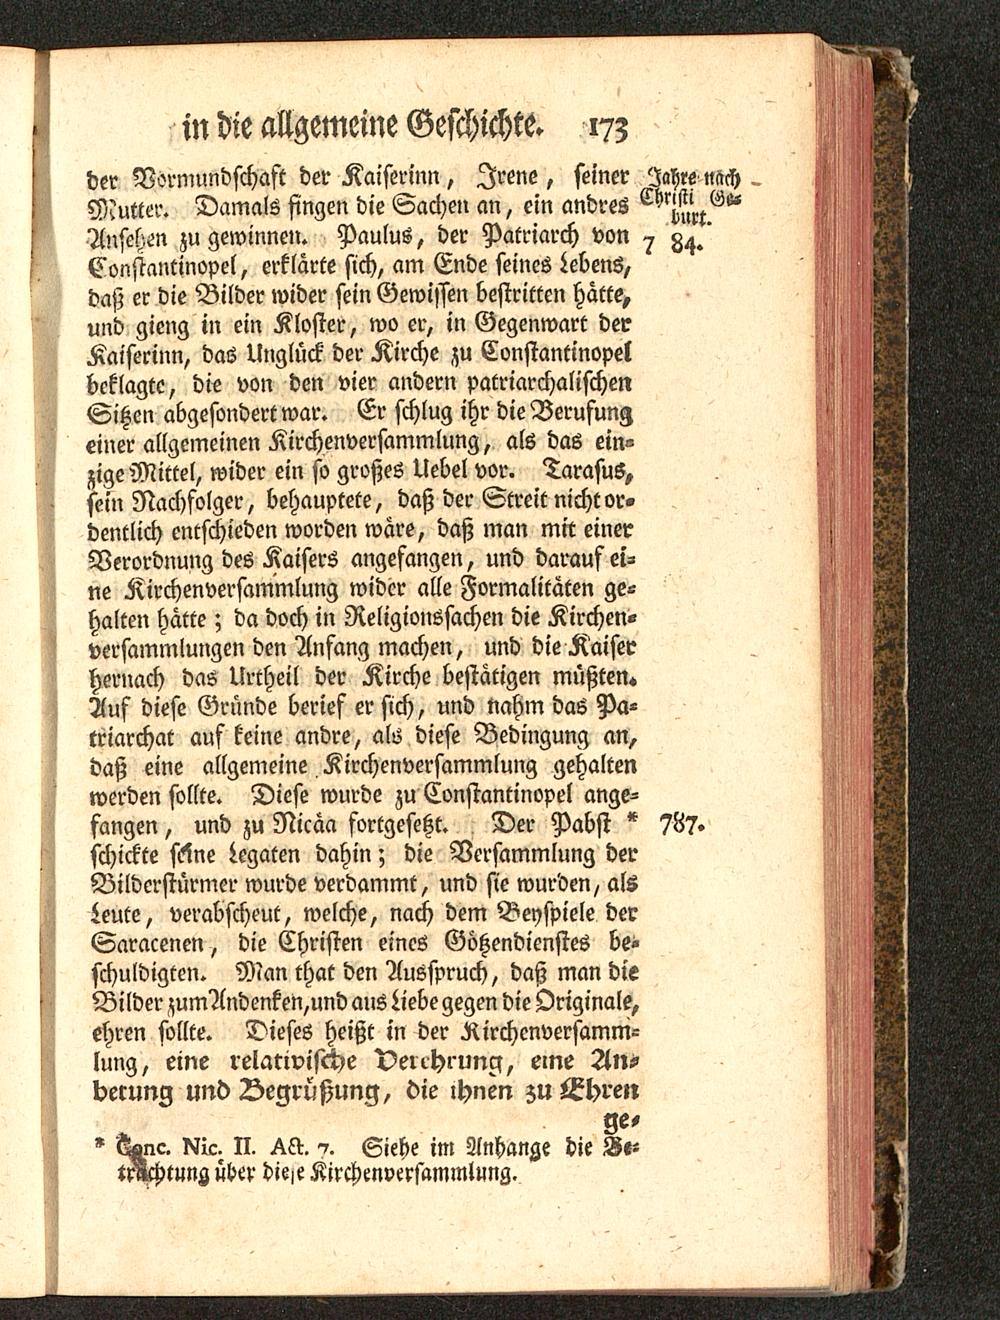 in die allgemeine Geschichte. 173
der Vormundschaft der Kaiserinn, Irene, seiner
Mutter. Damals fingen die Sachen an, ein andres
Ansehen zu gewinnen. Paulus, der Patriarch von
Constantinopel, erklärte sich, am Ende seines Lebens,
daß er die Bilder wider sein Gewissen bestritten hätte,
und gieng in ein Kloster, wo er, in Gegenwart der
Kaiserinn, das Unglück der Kirche zu Constantinopel
beklagte, die von den vier andern patriarchalischen
Sitzen abgesondert war. Er schlug ihr die Berufung
einer allgemeinen Kirchenversammlung, als das ein-
zige Mittel, wider ein so großes Uebel vor. Tarasus,
sein Nachfolger, behauptete, daß der Streit nicht or-
dentlich entschieden worden wäre, daß man mit einer
Verordnung des Kaisers angefangen, und darauf ei-
ne Kirchenversammlung wider alle Formalitäten ge-
halten hätte; da doch in Religionssachen die Kirchen-
versammlungen den Anfang machen, und die Kaiser
hernach das Urtheil der Kirche bestätigen müßten.
Auf diese Gründe berief er sich, und nahm das Pa-
triarchat auf keine andre, als diese Bedingung an,
daß eine allgemeine Kirchenversammlung gehalten
werden sollte. Diese wurde zu Constantinopel ange-
fangen, und zu Nicäa fortgesetzt. Der Pabst *
schickte seine Legaten dahin; die Versammlung der
Bilderstürmer wurde verdammt, und sie wurden, als
Leute, verabscheut, welche, nach dem Beyspiele der
Saracenen, die Christen eines Götzendienstes be-
schuldigten. Man that den Ausspruch, daß man die
Bilder zum Andenken, und aus Liebe gegen die Originale,
ehren sollte. Dieses heißt in der Kirchenversamm-
lung, eine relativische Verehrung, eine An-
betung und Begrüßung, die ihnen zu Ehren
ge-
* Conc. Nic. II. Act. 7. Siehe im Anhange die Be-
trachtung über diese Kirchenversammlung.
Jahre nach
Christi Ge-
burt.
7 84.
787.